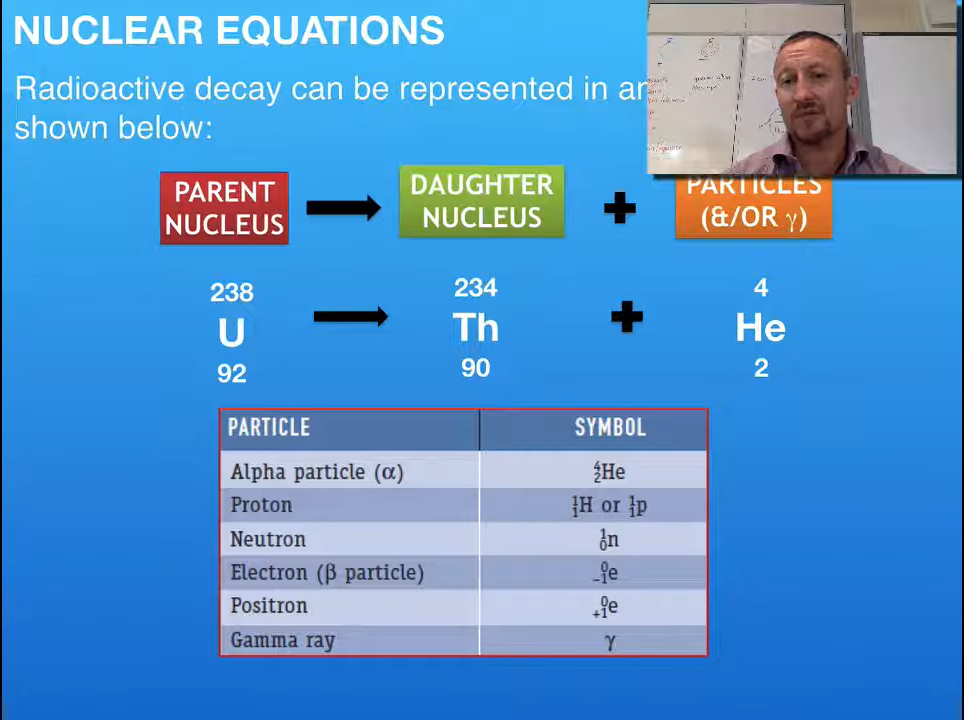 NUCLEAR EQUATIONS
Radioactive decay can be represented in an
shown below:
PARENT
NUCLEUS
DAUGHTER
NUCLEUS
PARTICLES
(&/OR γ)
238
U
92
234
Th
90
4
He
2
PARTICLE SYMBOL
Alpha particle (α) ⁴₂He
Proton ¹₁H or ¹₁p
Neutron ¹₀n
Electron (β particle) ⁰₋₁e
Positron ⁰₊₁e
Gamma ray γ